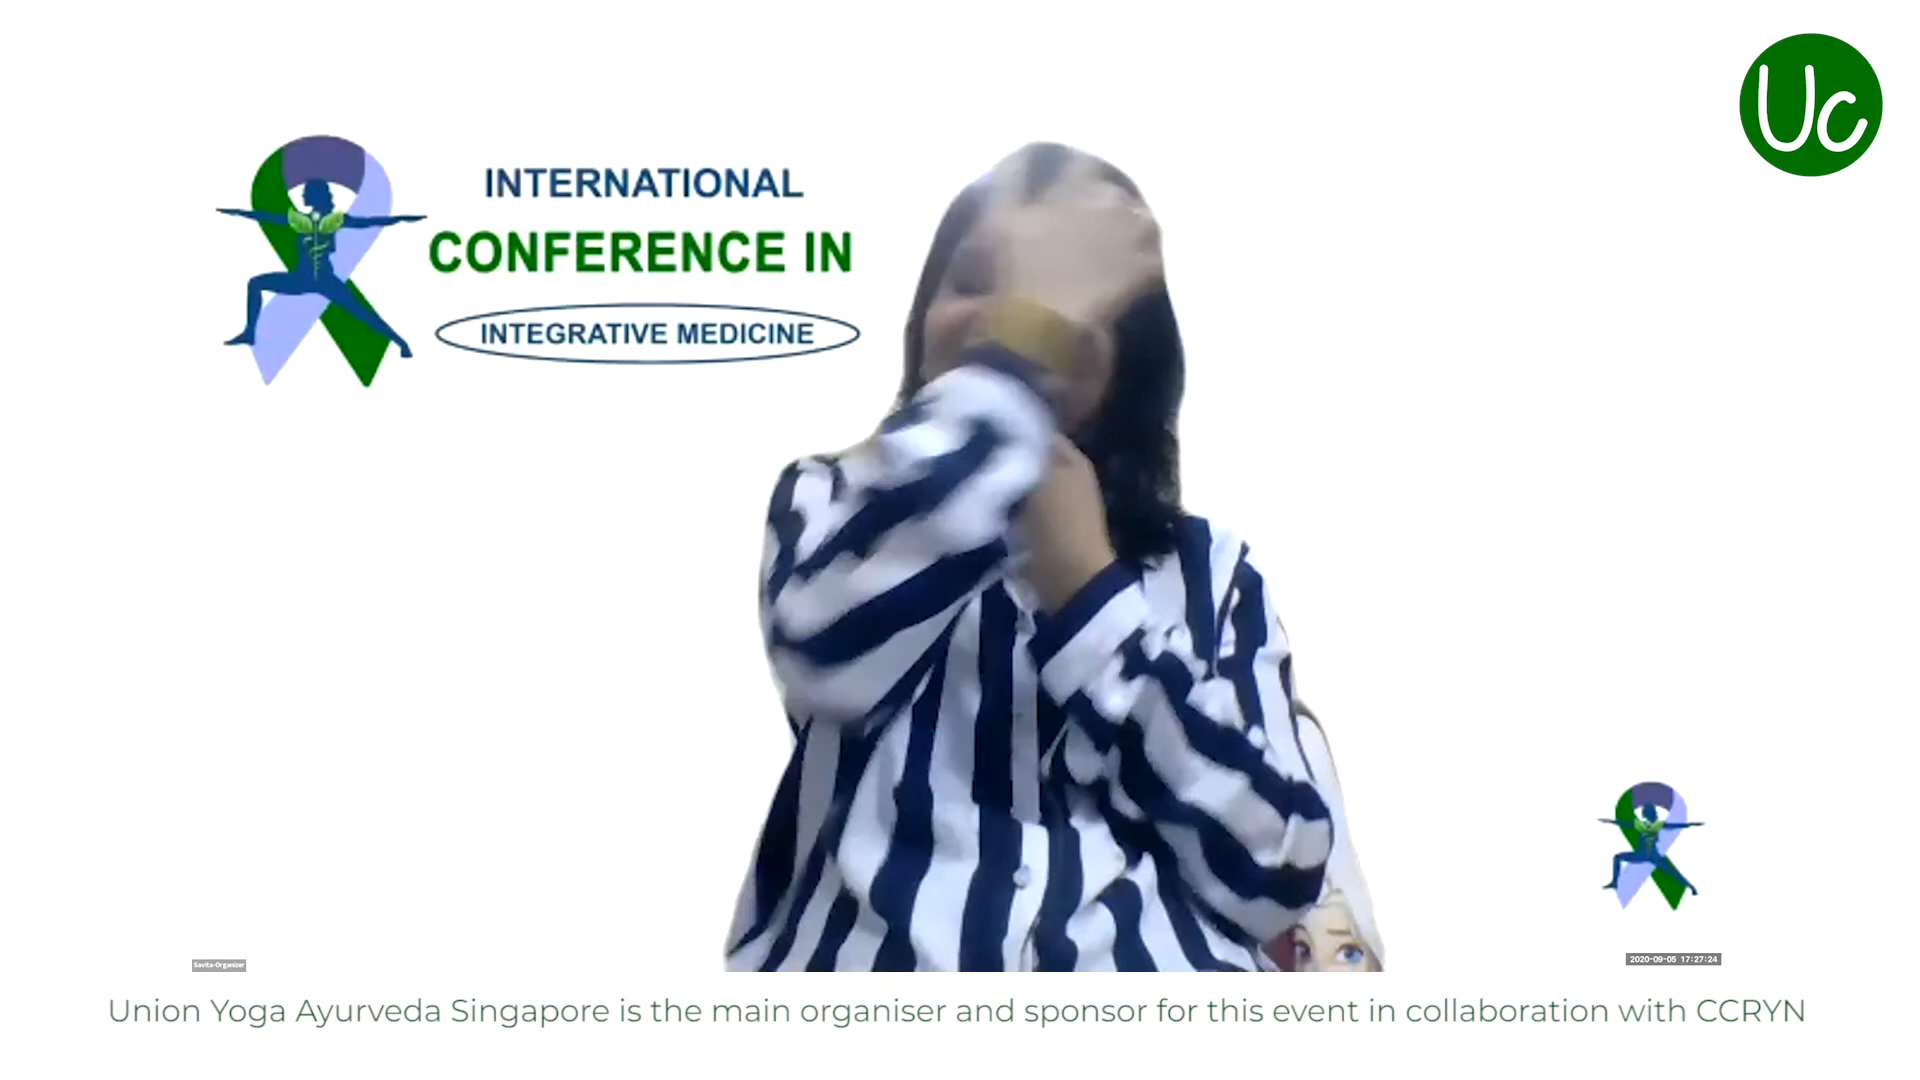 Uc
INTERNATIONAL
CONFERENCE IN
INTEGRATIVE MEDICINE
Savita-Organizer
2020-09-05 17:27:24
Union Yoga Ayurveda Singapore is the main organiser and sponsor for this event in collaboration with CCRYN